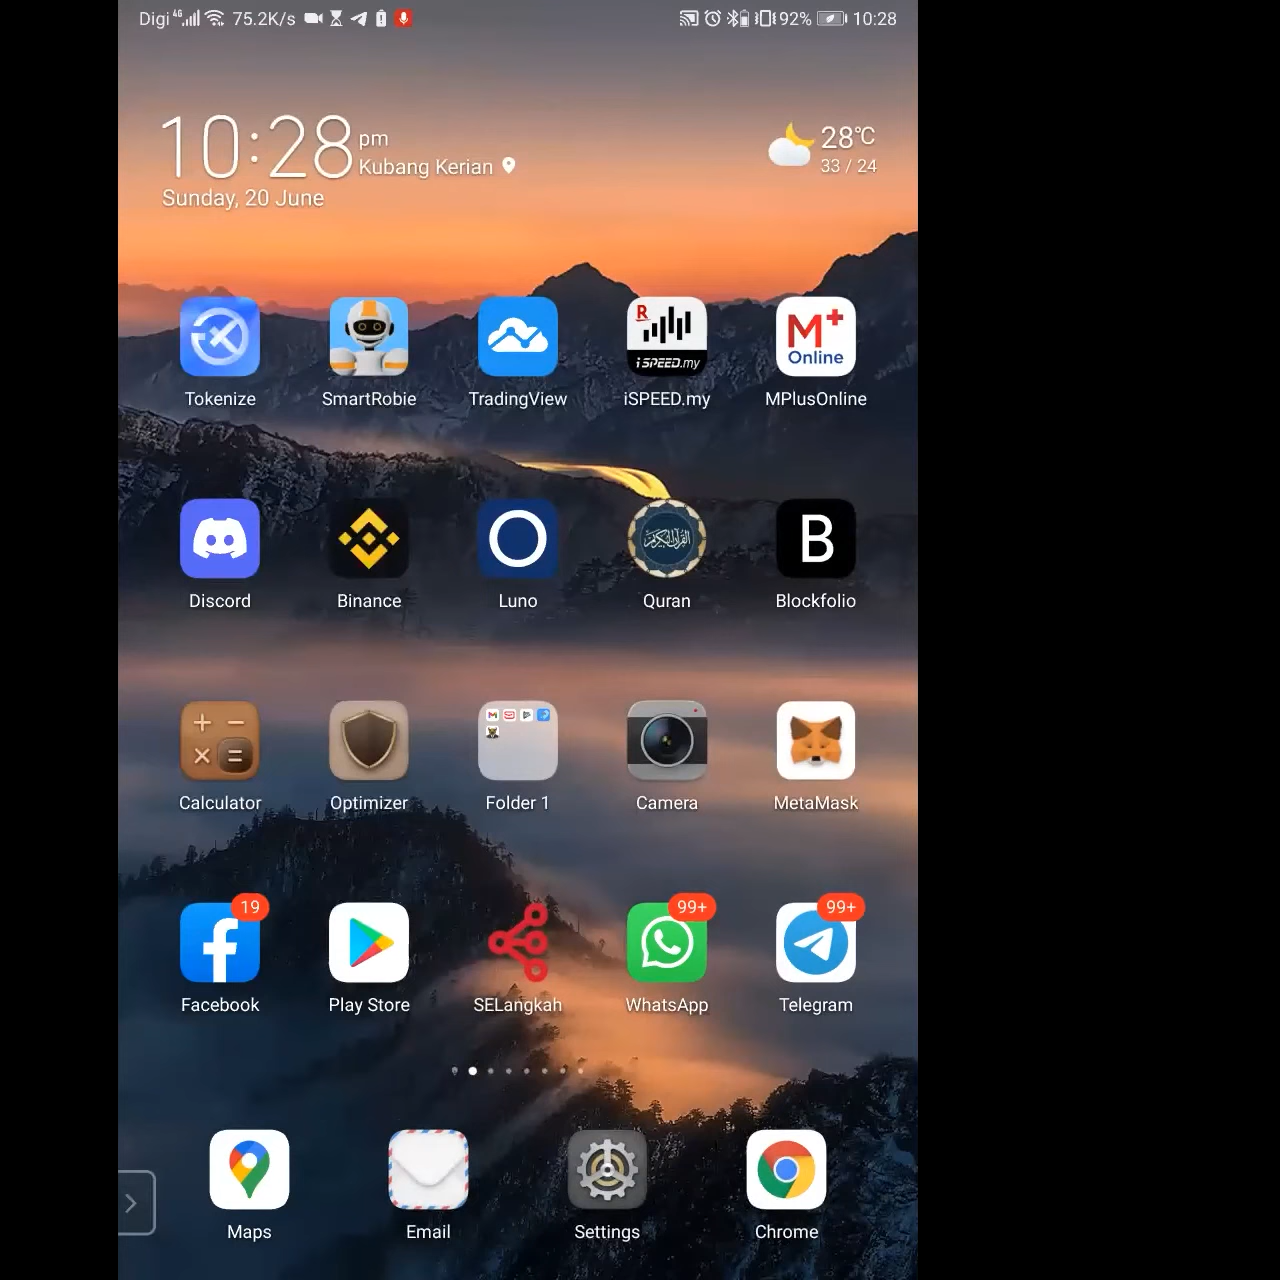 Digi 4G 75.2K/s 92% 10:28
10:28 pm
Kubang Kerian
Sunday, 20 June
28°C
33 / 24
R
iSPEED.my
M+
Online
Tokenize SmartRobie TradingView iSPEED.my MPlusOnline
B
Discord Binance Luno Quran Blockfolio
Calculator Optimizer Folder 1 Camera MetaMask
19 99+ 99+
Facebook Play Store SELangkah WhatsApp Telegram
Maps Email Settings Chrome